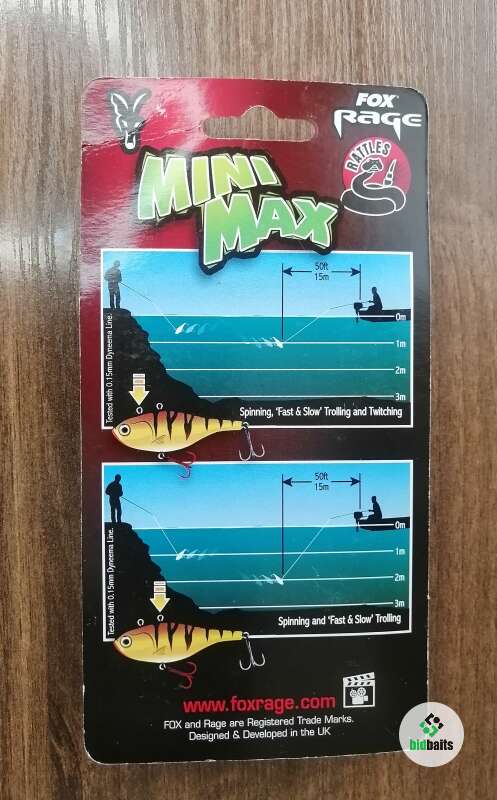 FOX
RAGE
RATTLES
MINI
MAX
50ft
15m
0m
1m
2m
3m
Tested with 0.15mm Dyneema Line.
Spinning, 'Fast & Slow' Trolling and Twitching
50ft
15m
0m
1m
2m
3m
Tested with 0.15mm Dyneema Line.
Spinning and 'Fast & Slow' Trolling
www.foxrage.com
FOX and Rage are Registered Trade Marks.
Designed & Developed in the UK
bidbaits